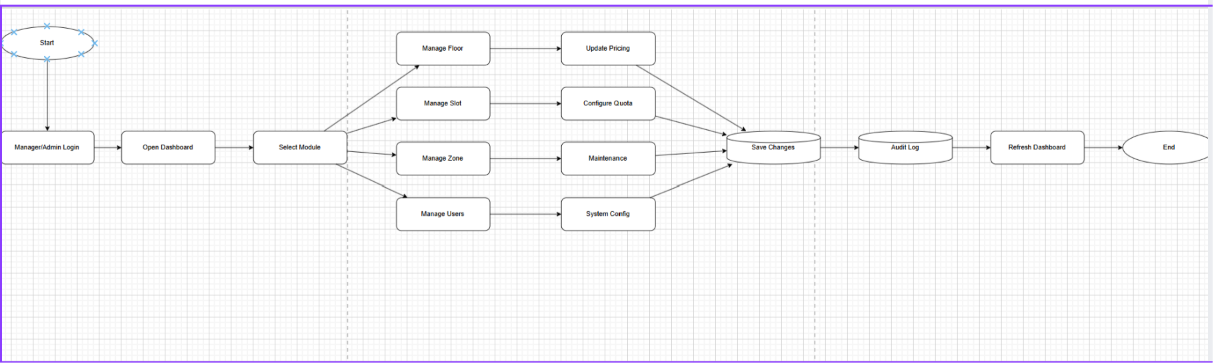 Start
Manager/Admin Login
Open Dashboard
Select Module
Manage Floor
Update Pricing
Manage Slot
Configure Quota
Manage Zone
Maintenance
Manage Users
System Config
Save Changes
Audit Log
Refresh Dashboard
End